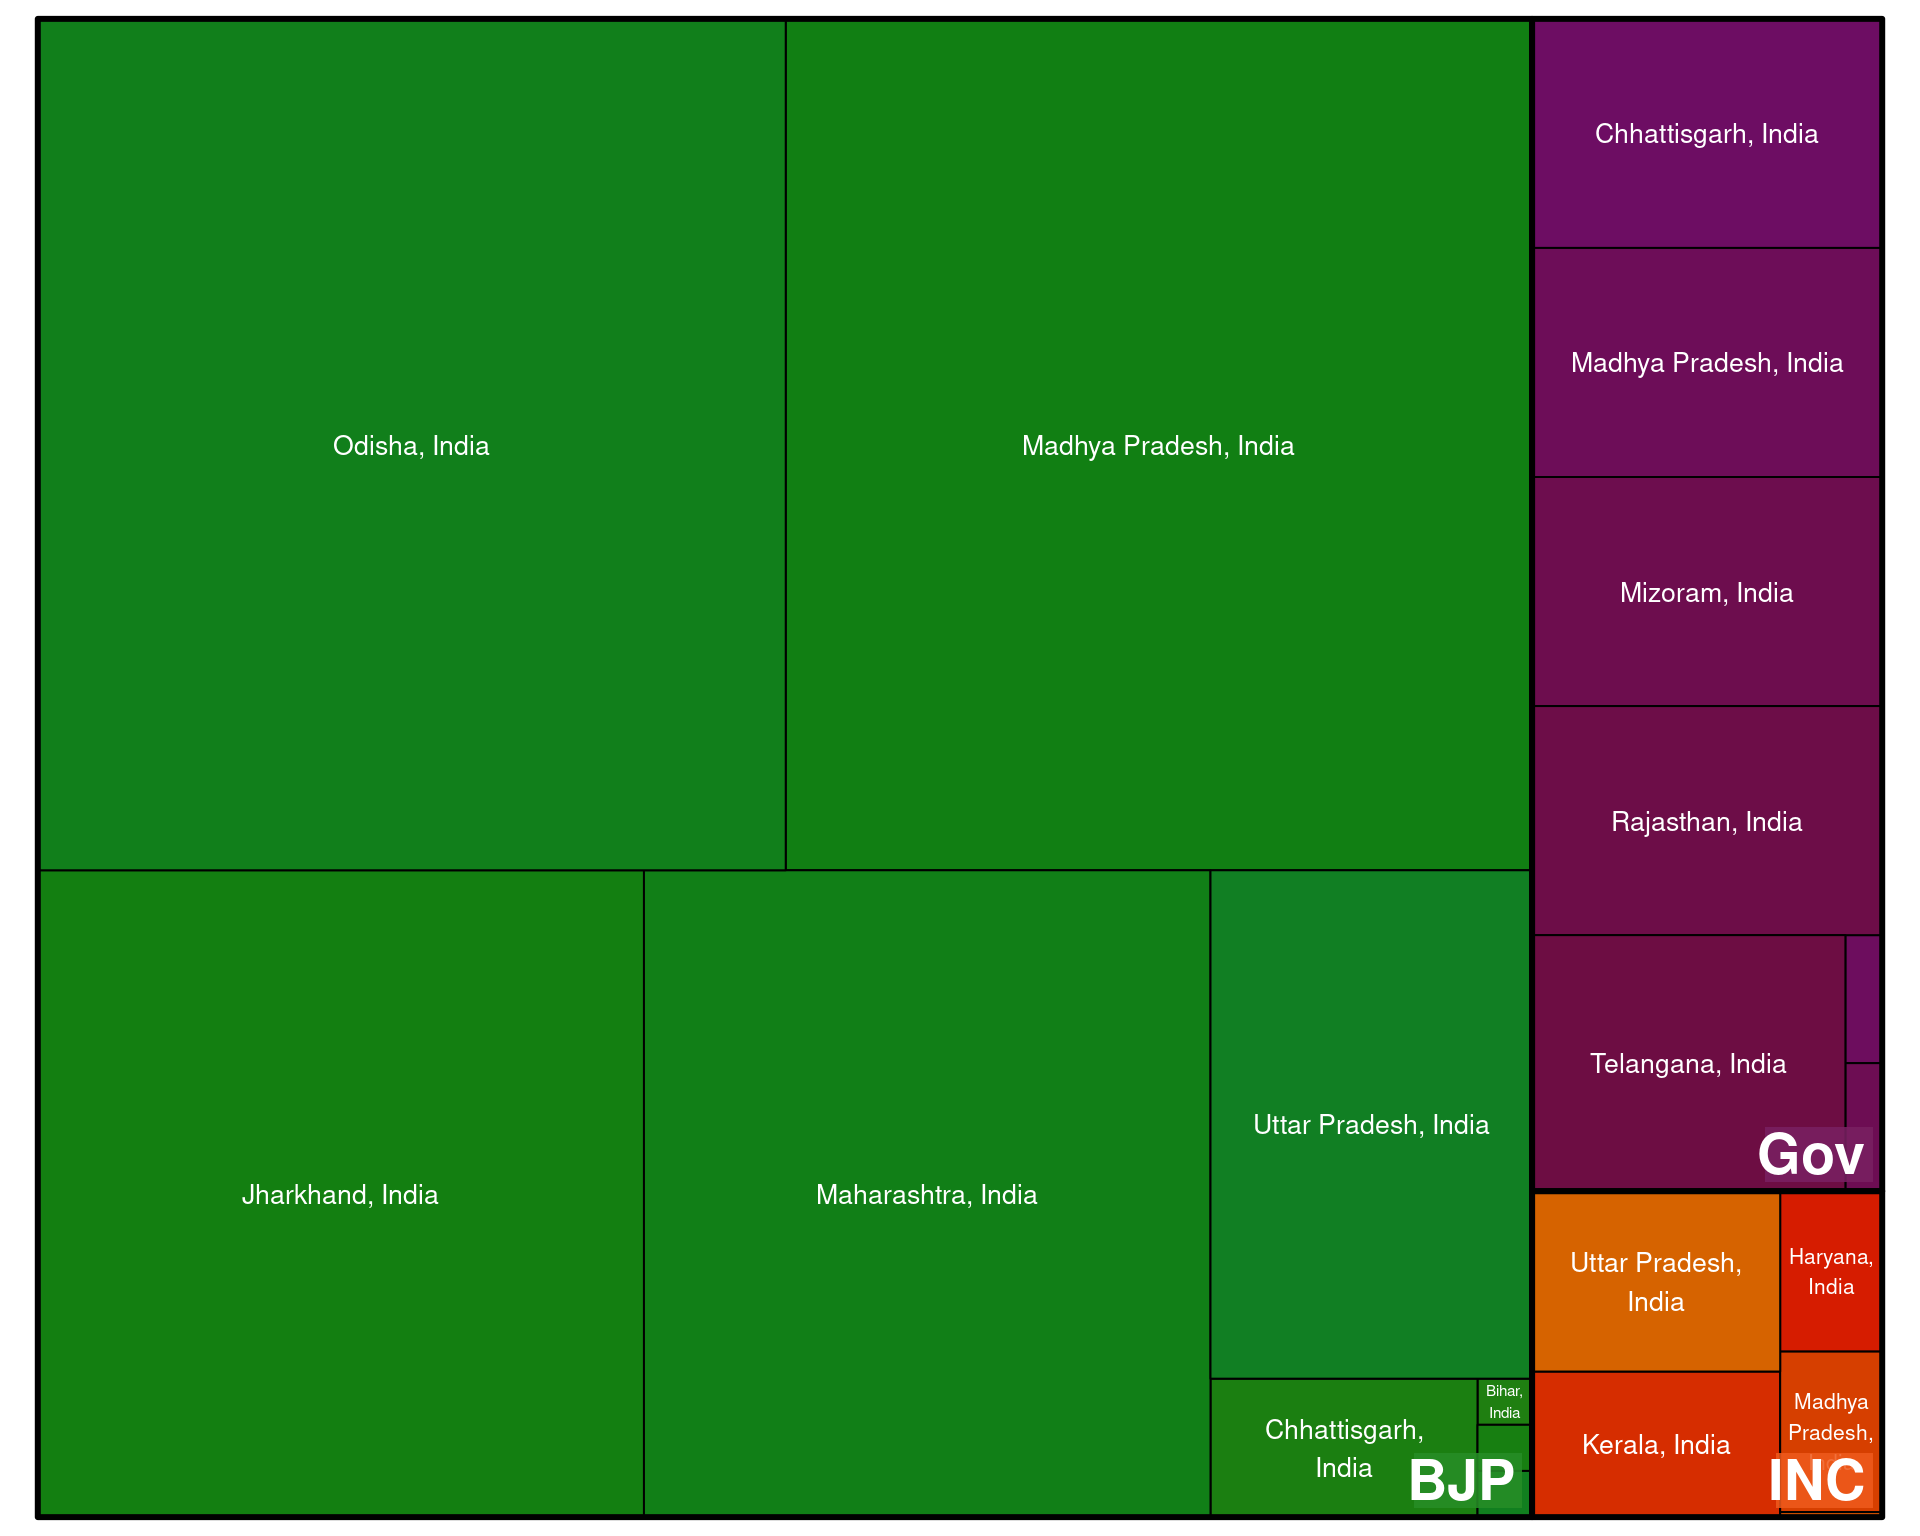 Odisha, India
Madhya Pradesh, India
Jharkhand, India
Maharashtra, India
Uttar Pradesh, India
Chhattisgarh,
India
Bihar,
India
BJP
Chhattisgarh, India
Madhya Pradesh, India
Mizoram, India
Rajasthan, India
Telangana, India
Gov
Uttar Pradesh,
India
Haryana,
India
Kerala, India
Madhya
Pradesh,
INC